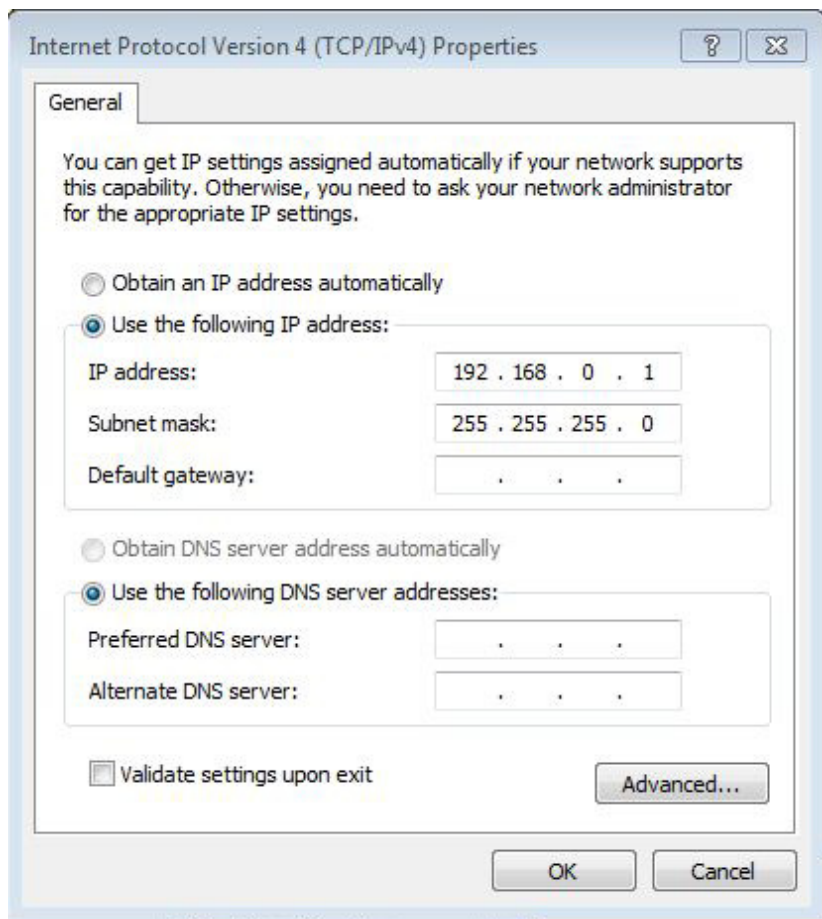 Internet Protocol Version 4 (TCP/IPv4) Properties
?
General
You can get IP settings assigned automatically if your network supports
this capability. Otherwise, you need to ask your network administrator
for the appropriate IP settings.
Obtain an IP address automatically
Use the following IP address:
IP address: 192 . 168 . 0 . 1
Subnet mask: 255 . 255 . 255 . 0
Default gateway: . . .
Obtain DNS server address automatically
Use the following DNS server addresses:
Preferred DNS server: . . .
Alternate DNS server: . . .
Validate settings upon exit
Advanced...
OK Cancel